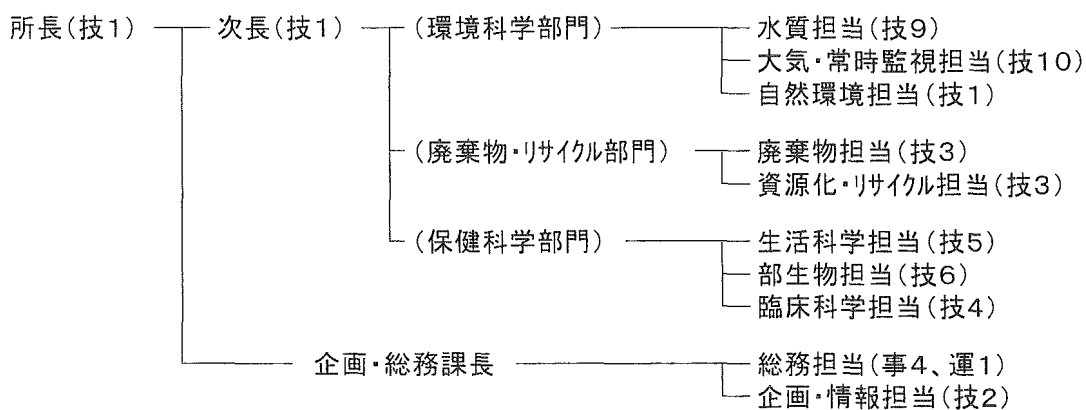 所長(技1) 次長(技1) (環境科学部門) 水質担当(技9)
大気・常時監視担当(技10)
自然環境担当(技1)
(廃棄物・リサイクル部門) 廃棄物担当(技3)
資源化・リサイクル担当(技3)
(保健科学部門) 生活科学担当(技5)
部生物担当(技6)
臨床科学担当(技4)
企画・総務課長 総務担当(事4、運1)
企画・情報担当(技2)